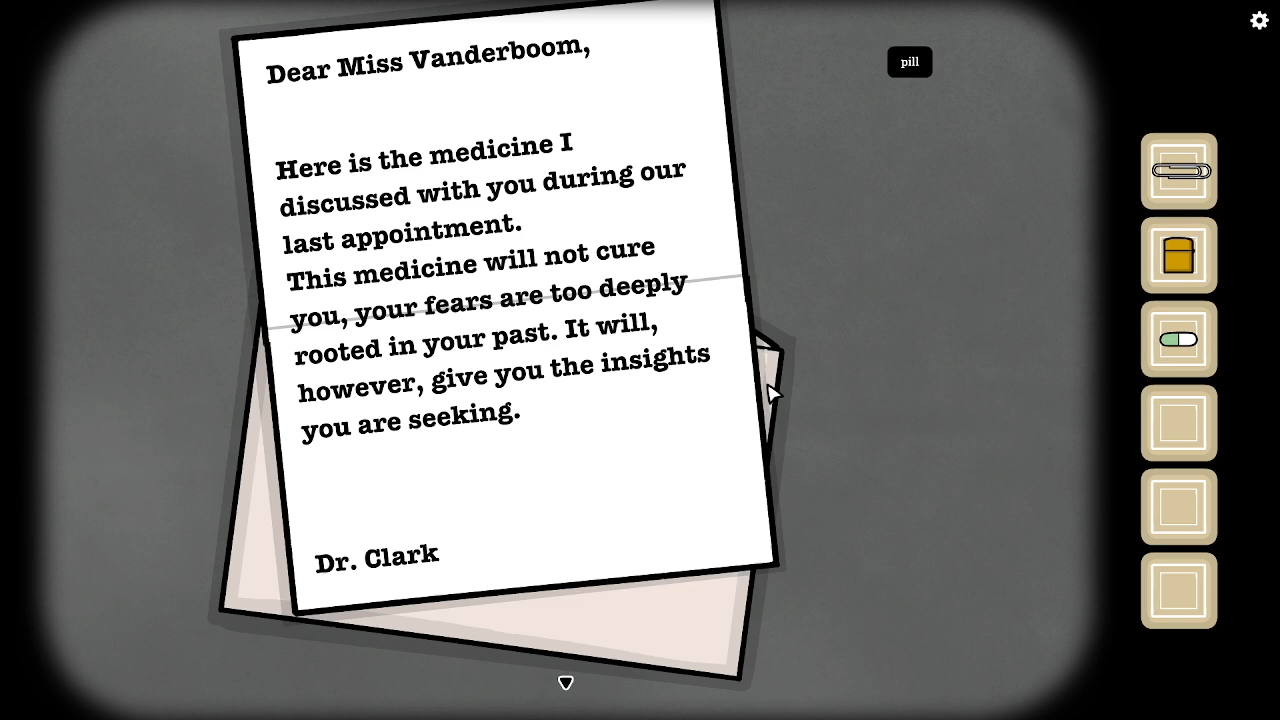 Dear Miss Vanderboom,
pill
Here is the medicine I
discussed with you during our
last appointment.
This medicine will not cure
you, your fears are too deeply
rooted in your past. It will,
however, give you the insights
you are seeking.
Dr. Clark